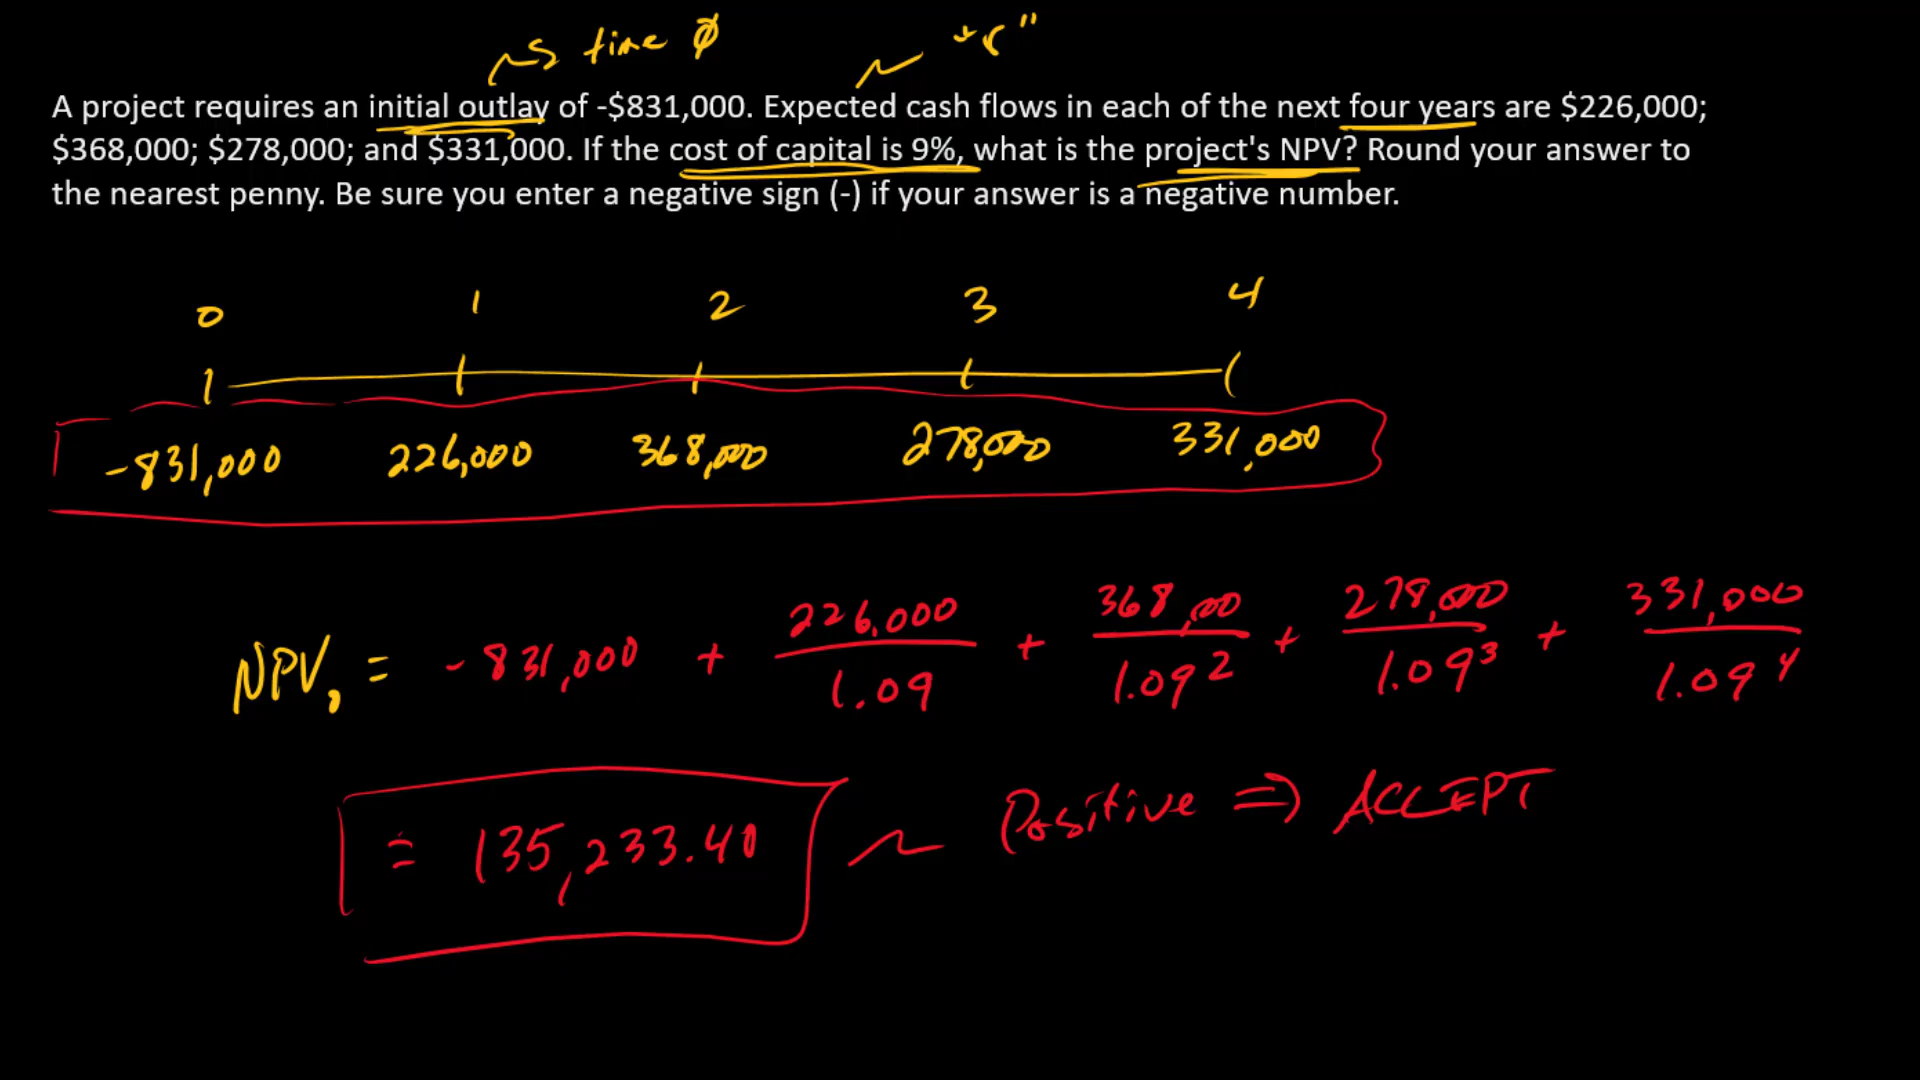 time 0 "r"
A project requires an initial outlay of -$831,000. Expected cash flows in each of the next four years are $226,000;
$368,000; $278,000; and $331,000. If the cost of capital is 9%, what is the project's NPV? Round your answer to
the nearest penny. Be sure you enter a negative sign (-) if your answer is a negative number.
0 1 2 3 4
-831,000 226,000 368,000 278,000 331,000
NPV₀ = -831,000 + 226,000/1.09 + 368,00/1.09² + 278,000/1.09³ + 331,000/1.09⁴
= 135,233.40 Positive ⇒ ACCEPT